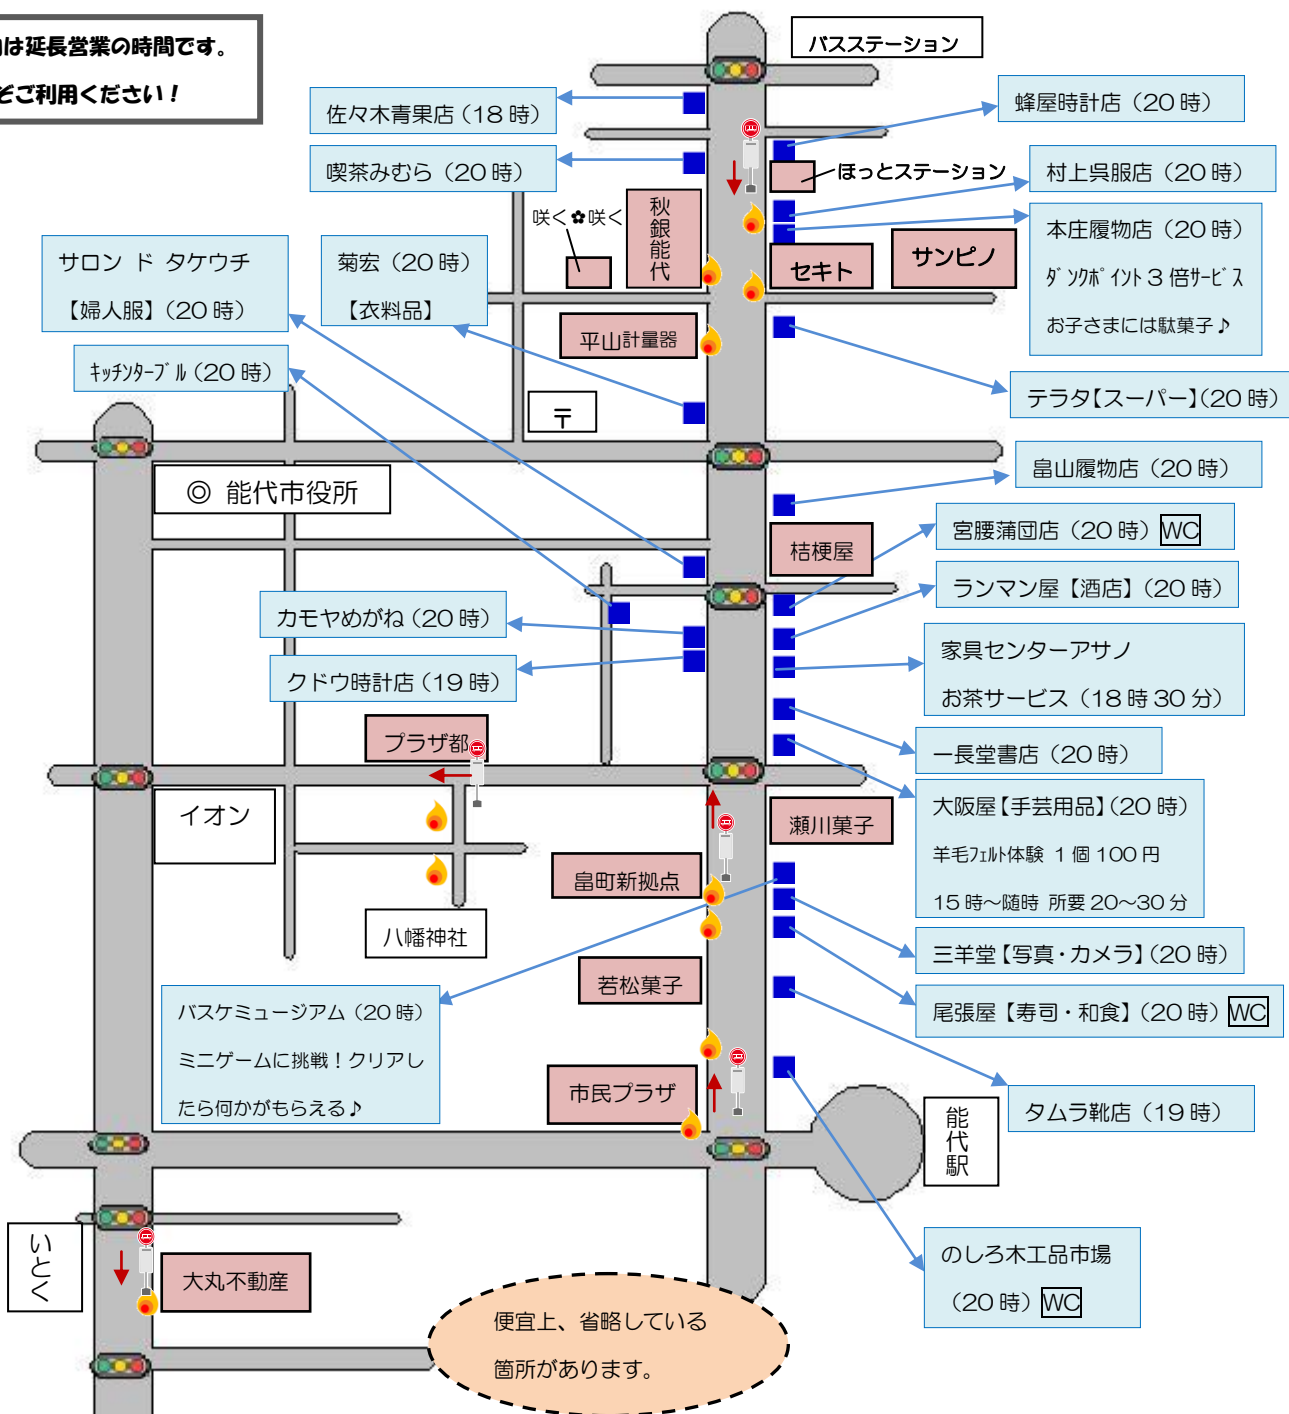 は延長営業の時間です。
ぞご利用ください！
バスステーション
佐々木青果店（18時）
蜂屋時計店（20時）
喫茶みむら（20時）
ほっとステーション
村上呉服店（20時）
咲く✿咲く
秋銀能代
本庄履物店（20時）
ﾀﾞﾝｸﾎﾟｲﾝﾄ3倍サービス
お子さまには駄菓子♪
セキト
サンピノ
サロン ド タケウチ
【婦人服】（20時）
菊宏（20時）
【衣料品】
平山計量器
ｷｯﾁﾝﾀｰﾌﾞﾙ（20時）
テラタ【スーパー】（20時）
〒
畠山履物店（20時）
◎ 能代市役所
宮腰蒲団店（20時）WC
桔梗屋
ランマン屋【酒店】（20時）
カモヤめがね（20時）
家具センターアサノ
お茶サービス（18時30分）
クドウ時計店（19時）
プラザ都
一長堂書店（20時）
イオン
瀬川菓子
大阪屋【手芸用品】（20時）
羊毛ﾌｪﾙﾄ体験 1個100円
15時～随時 所要20～30分
畠町新拠点
八幡神社
三羊堂【写真・カメラ】（20時）
若松菓子
尾張屋【寿司・和食】（20時）WC
バスケミュージアム（20時）
ミニゲームに挑戦！クリアし
たら何かがもらえる♪
市民プラザ
タムラ靴店（19時）
能代駅
いとく
大丸不動産
のしろ木工品市場
（20時）WC
便宜上、省略している
箇所があります。